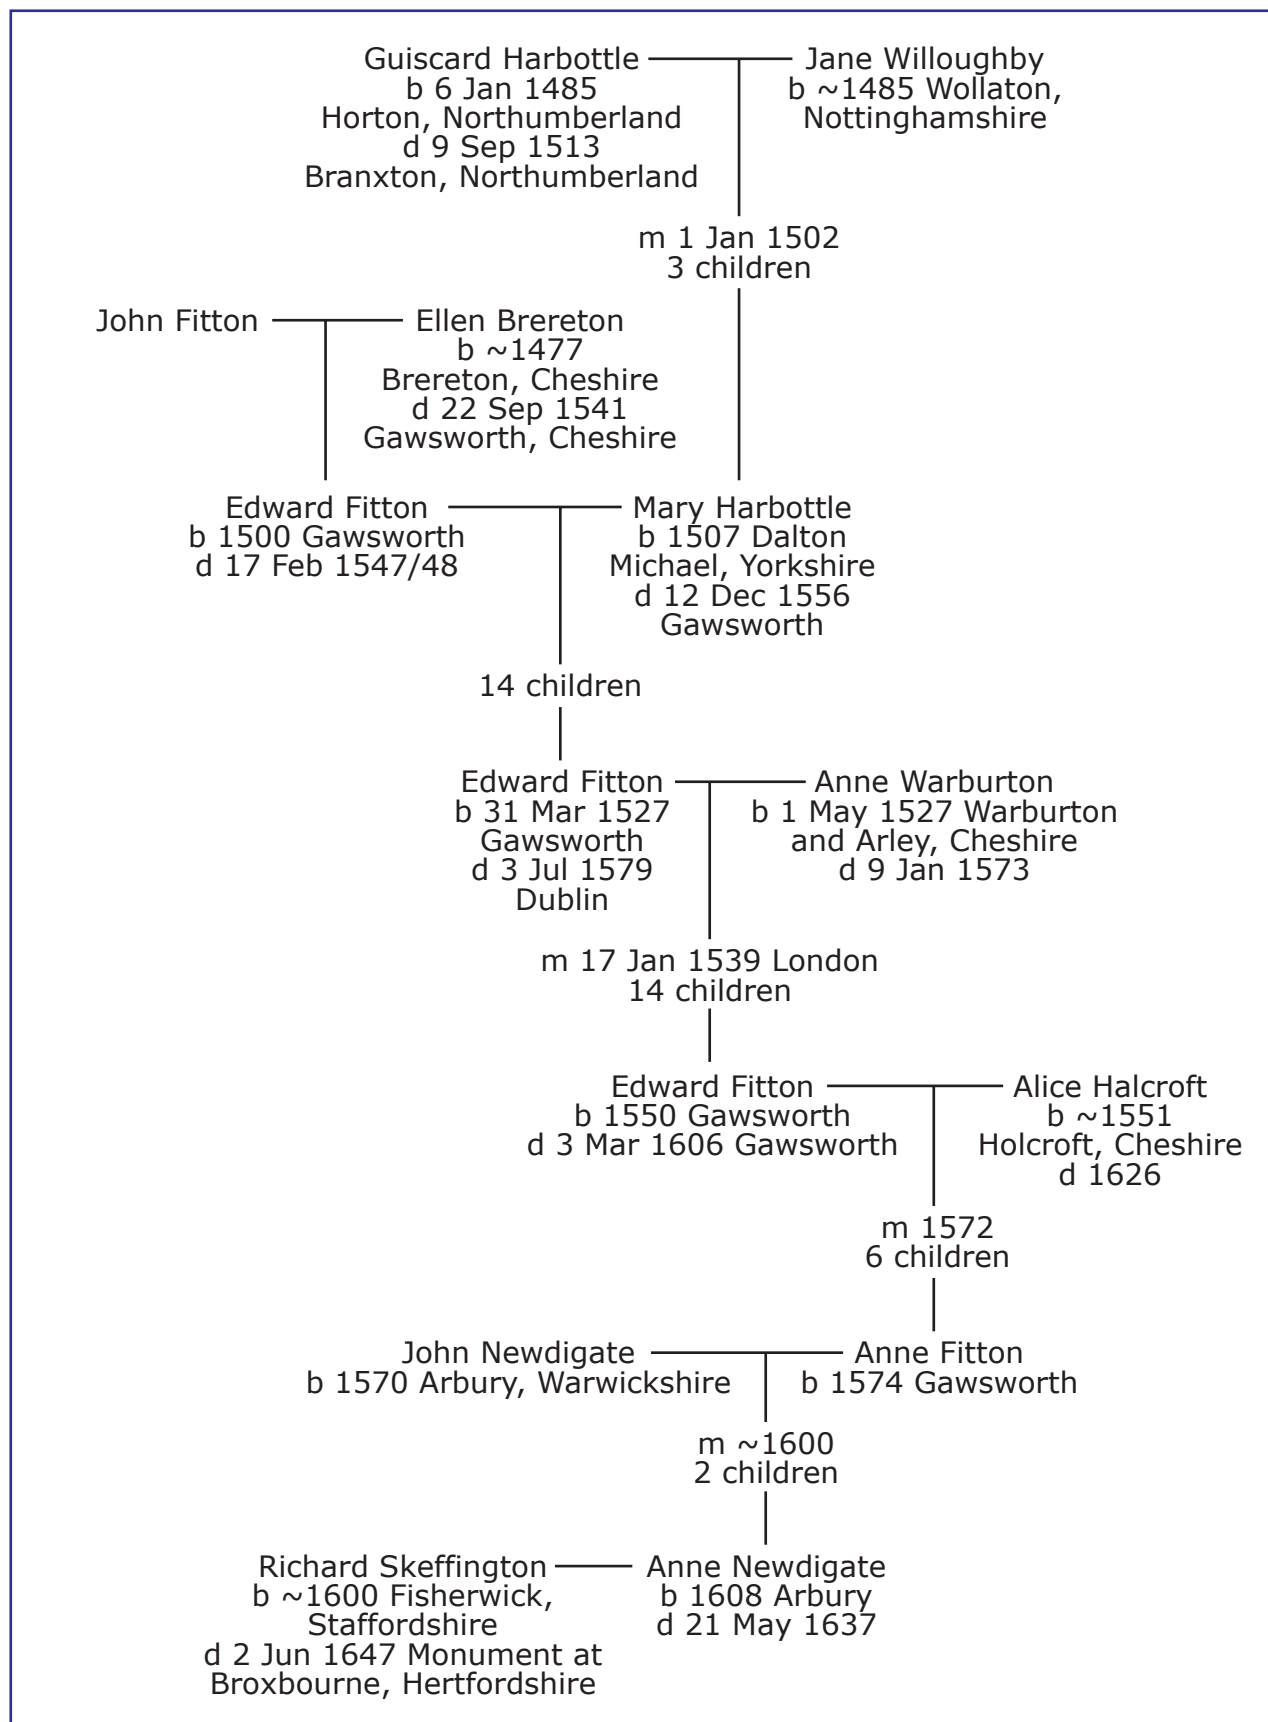 Guiscard Harbottle
b 6 Jan 1485
Horton, Northumberland
d 9 Sep 1513
Branxton, Northumberland
Jane Willoughby
b ~1485 Wollaton,
Nottinghamshire
m 1 Jan 1502
3 children
John Fitton
Ellen Brereton
b ~1477
Brereton, Cheshire
d 22 Sep 1541
Gawsworth, Cheshire
Edward Fitton
b 1500 Gawsworth
d 17 Feb 1547/48
Mary Harbottle
b 1507 Dalton
Michael, Yorkshire
d 12 Dec 1556
Gawsworth
14 children
Edward Fitton
b 31 Mar 1527
Gawsworth
d 3 Jul 1579
Dublin
Anne Warburton
b 1 May 1527 Warburton
and Arley, Cheshire
d 9 Jan 1573
m 17 Jan 1539 London
14 children
Edward Fitton
b 1550 Gawsworth
d 3 Mar 1606 Gawsworth
Alice Halcroft
b ~1551
Holcroft, Cheshire
d 1626
m 1572
6 children
John Newdigate
b 1570 Arbury, Warwickshire
Anne Fitton
b 1574 Gawsworth
m ~1600
2 children
Richard Skeffington
b ~1600 Fisherwick,
Staffordshire
d 2 Jun 1647 Monument at
Broxbourne, Hertfordshire
Anne Newdigate
b 1608 Arbury
d 21 May 1637